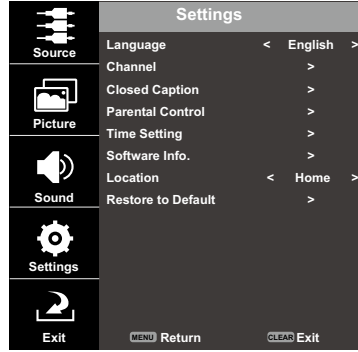 Settings
Source
Picture
Sound
Settings
Exit
Language < English >
Channel >
Closed Caption >
Parental Control >
Time Setting >
Software Info. >
Location < Home >
Restore to Default >
MENU Return CLEAR Exit